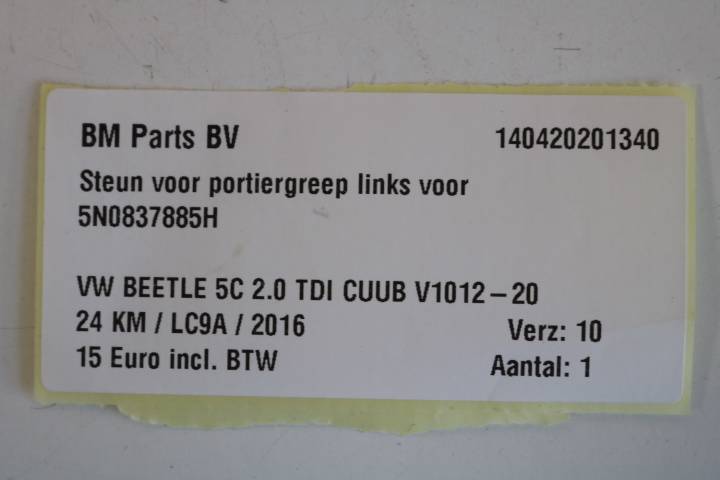 BM Parts BV 140420201340
Steun voor portiergreep links voor
5N0837885H
VW BEETLE 5C 2.0 TDI CUUB V1012-20
24 KM / LC9A / 2016 Verz: 10
15 Euro incl. BTW Aantal: 1